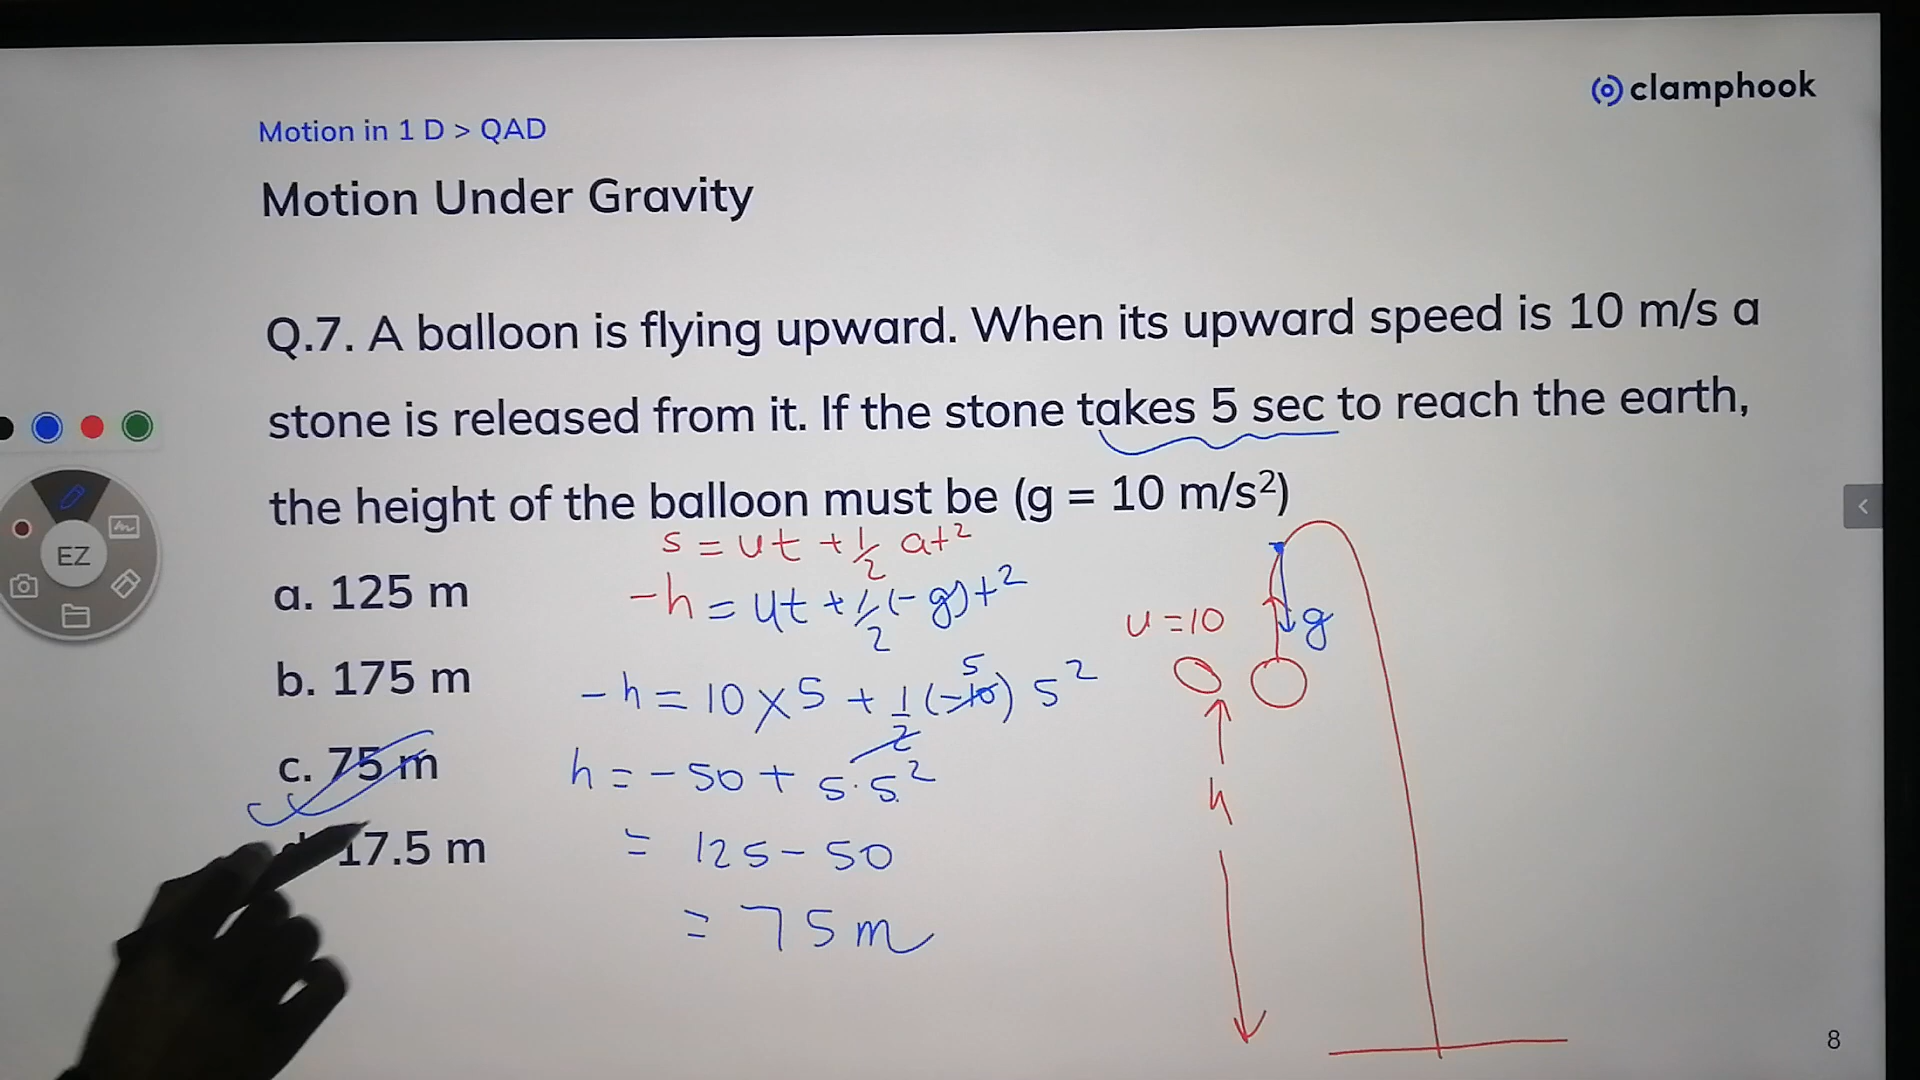 clamphook
Motion in 1 D > QAD
Motion Under Gravity
Q.7. A balloon is flying upward. When its upward speed is 10 m/s a
stone is released from it. If the stone takes 5 sec to reach the earth,
the height of the balloon must be (g = 10 m/s²)
a. 125 m
b. 175 m
c. 75 m
17.5 m
s = ut + 1/2 at²
-h = ut + 1/2 (-g) t²
-h = 10 × 5 + 1/2 (-10) 5²
5
h = - 50 + 5.5²
= 125 - 50
= 75 m
u = 10
g
h
EZ
8